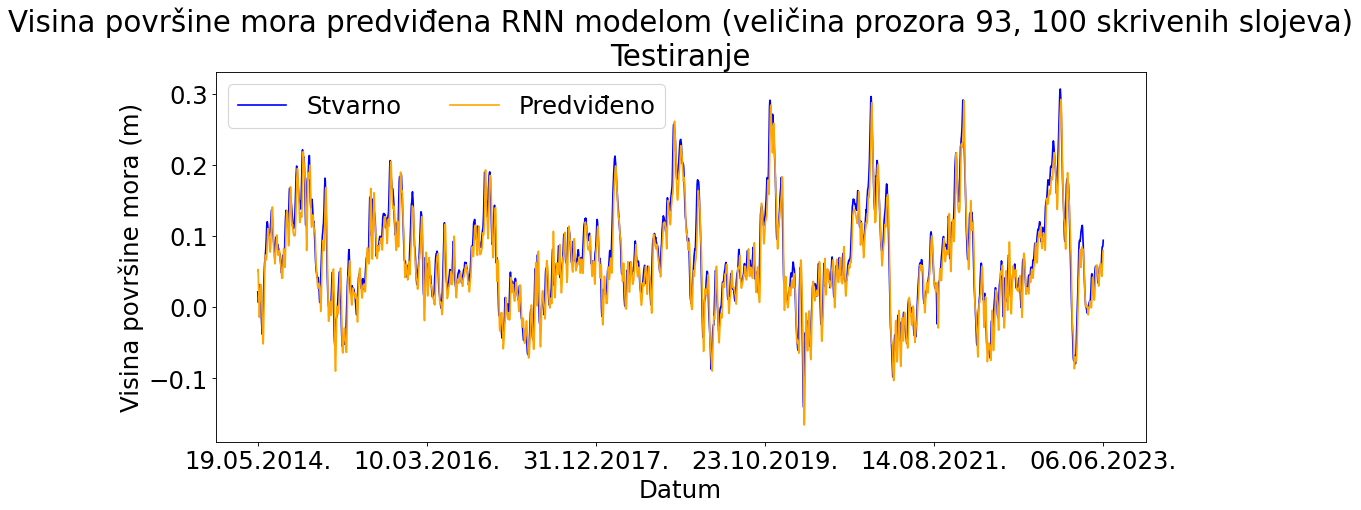 Visina površine mora predviđena RNN modelom (veličina prozora 93, 100 skrivenih slojeva)
Testiranje
Stvarno
Predviđeno
Visina površine mora (m)
0.3
0.2
0.1
0.0
−0.1
19.05.2014.
10.03.2016.
31.12.2017.
23.10.2019.
14.08.2021.
06.06.2023.
Datum